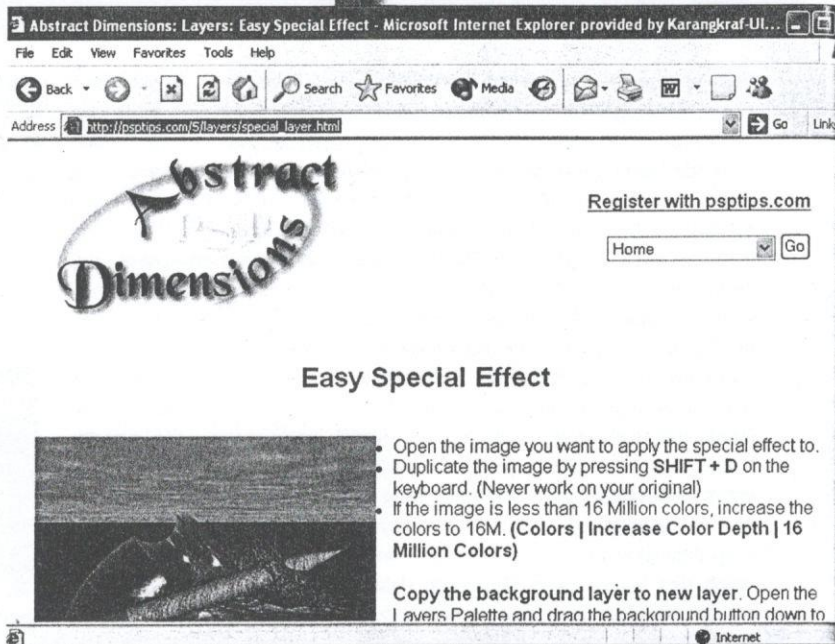 Abstract Dimensions: Layers: Easy Special Effect - Microsoft Internet Explorer provided by Karangkraf-UI...
File Edit View Favorites Tools Help
Back Search Favorites Media
Address http://psptips.com/5/layers/special_layer.html Go Link
Abstract
PSP
Dimensions
Register with psptips.com
Home Go
Easy Special Effect
• Open the image you want to apply the special effect to.
• Duplicate the image by pressing SHIFT + D on the
keyboard. (Never work on your original)
• If the image is less than 16 Million colors, increase the
colors to 16M. (Colors | Increase Color Depth | 16
Million Colors)
Copy the background layer to new layer. Open the
Layers Palette and drag the background button down to
Internet